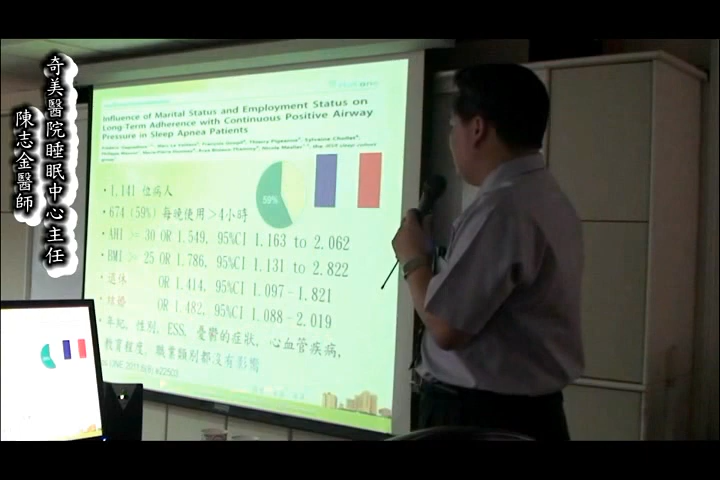 奇美醫院睡眠中心主任
陳志金醫師
Influence of Marital Status and Employment Status on
Long-Term Adherence with Continuous Positive Airway
Pressure in Sleep Apnea Patients
59%
• 1,141 位病人
• 674 (59%) 每晚使用 >4小時
• AHI >= 30 OR 1.549, 95%CI 1.163 to 2.062
• BMI >= 25 OR 1.786, 95%CI 1.131 to 2.822
• 退休 OR 1.414, 95%CI 1.097-1.821
• 結婚 OR 1.482, 95%CI 1.088-2.019
• 年紀, 性別, ESS, 憂鬱的症狀, 心血管疾病,
教育程度, 職業類別都沒有影響